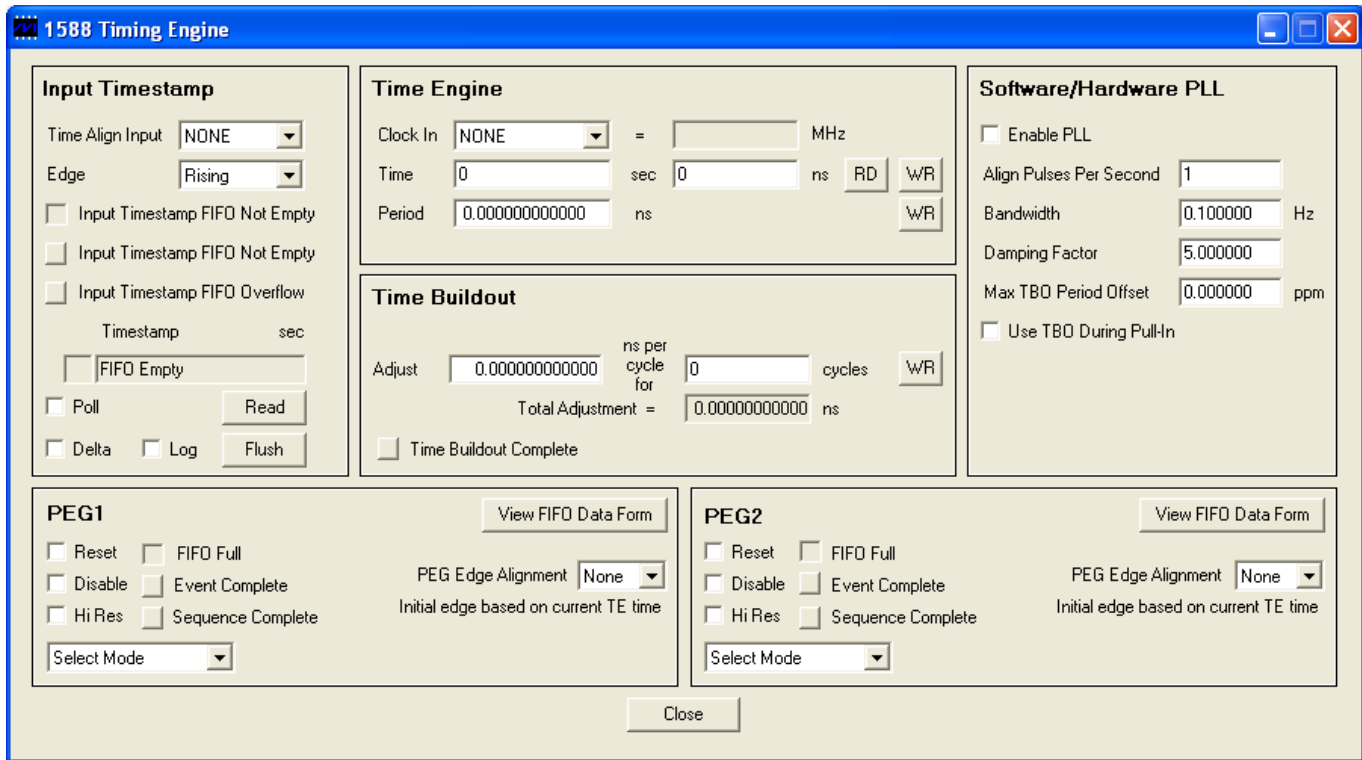 1588 Timing Engine
Input Timestamp
Time Align Input NONE
Edge Rising
Input Timestamp FIFO Not Empty
Input Timestamp FIFO Not Empty
Input Timestamp FIFO Overflow
Timestamp sec
FIFO Empty
Poll Read
Delta Log Flush
Time Engine
Clock In NONE = MHz
Time 0 sec 0 ns RD WR
Period 0.000000000000 ns WR
Time Buildout
Adjust 0.000000000000 ns per cycle for 0 cycles WR
Total Adjustment = 0.00000000000 ns
Time Buildout Complete
Software/Hardware PLL
Enable PLL
Align Pulses Per Second 1
Bandwidth 0.100000 Hz
Damping Factor 5.000000
Max TBO Period Offset 0.000000 ppm
Use TBO During Pull-In
PEG1 View FIFO Data Form
Reset FIFO Full
Disable Event Complete PEG Edge Alignment None
Hi Res Sequence Complete Initial edge based on current TE time
Select Mode
PEG2 View FIFO Data Form
Reset FIFO Full
Disable Event Complete PEG Edge Alignment None
Hi Res Sequence Complete Initial edge based on current TE time
Select Mode
Close